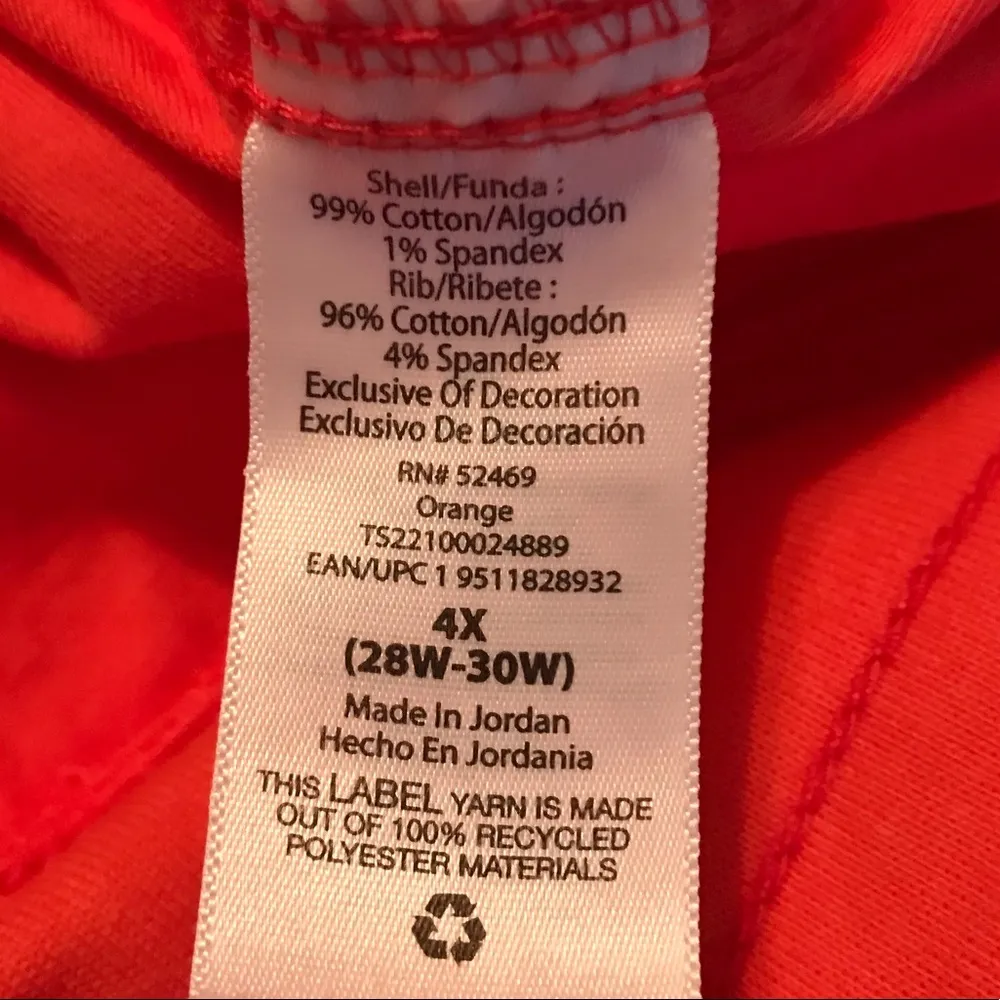 Shell/Funda :
99% Cotton/Algodón
1% Spandex
Rib/Ribete :
96% Cotton/Algodón
4% Spandex
Exclusive Of Decoration
Exclusivo De Decoración
RN# 52469
Orange
TS22100024889
EAN/UPC 1 9511828932
4X
(28W-30W)
Made In Jordan
Hecho En Jordania
THIS LABEL YARN IS MADE
OUT OF 100% RECYCLED
POLYESTER MATERIALS